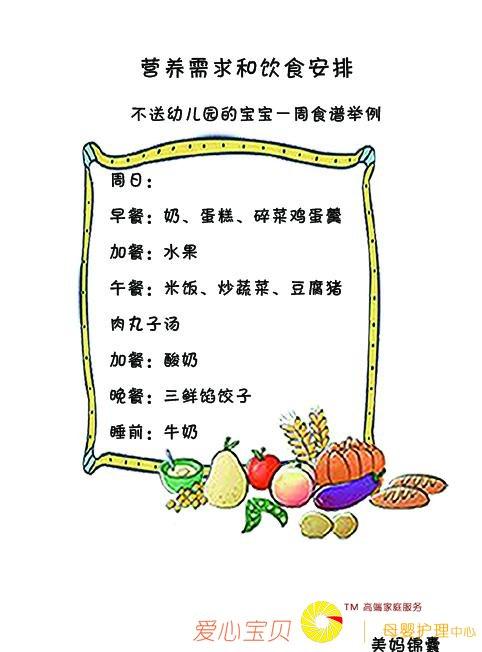 营养需求和饮食安排
不送幼儿园的宝宝一周食谱举例
周日：
早餐：奶、蛋糕、碎菜鸡蛋羹
加餐：水果
午餐：米饭、炒蔬菜、豆腐猪
肉丸子汤
加餐：酸奶
晚餐：三鲜馅饺子
睡前：牛奶
TM 高端家庭服务
爱心宝贝
母婴护理中心
美妈锦囊